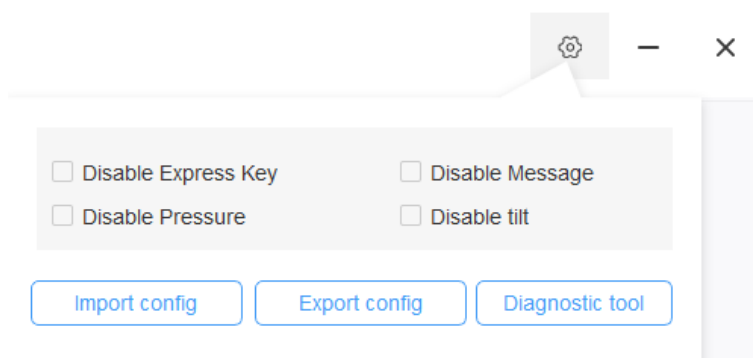 Disable Express Key
Disable Message
Disable Pressure
Disable tilt
Import config
Export config
Diagnostic tool